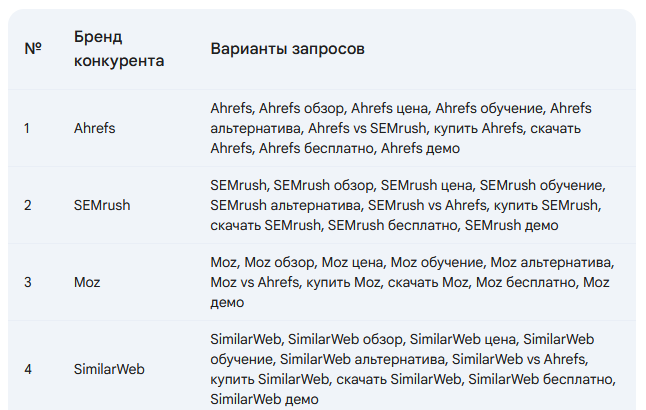 № Бренд конкурента Варианты запросов
1 Ahrefs Ahrefs, Ahrefs обзор, Ahrefs цена, Ahrefs обучение, Ahrefs
альтернатива, Ahrefs vs SEMrush, купить Ahrefs, скачать
Ahrefs, Ahrefs бесплатно, Ahrefs демо
2 SEMrush SEMrush, SEMrush обзор, SEMrush цена, SEMrush обучение,
SEMrush альтернатива, SEMrush vs Ahrefs, купить SEMrush,
скачать SEMrush, SEMrush бесплатно, SEMrush демо
3 Moz Moz, Moz обзор, Moz цена, Moz обучение, Moz альтернатива,
Moz vs Ahrefs, купить Moz, скачать Moz, Moz бесплатно, Moz
демо
4 SimilarWeb SimilarWeb, SimilarWeb обзор, SimilarWeb цена, SimilarWeb
обучение, SimilarWeb альтернатива, SimilarWeb vs Ahrefs,
купить SimilarWeb, скачать SimilarWeb, SimilarWeb бесплатно,
SimilarWeb демо